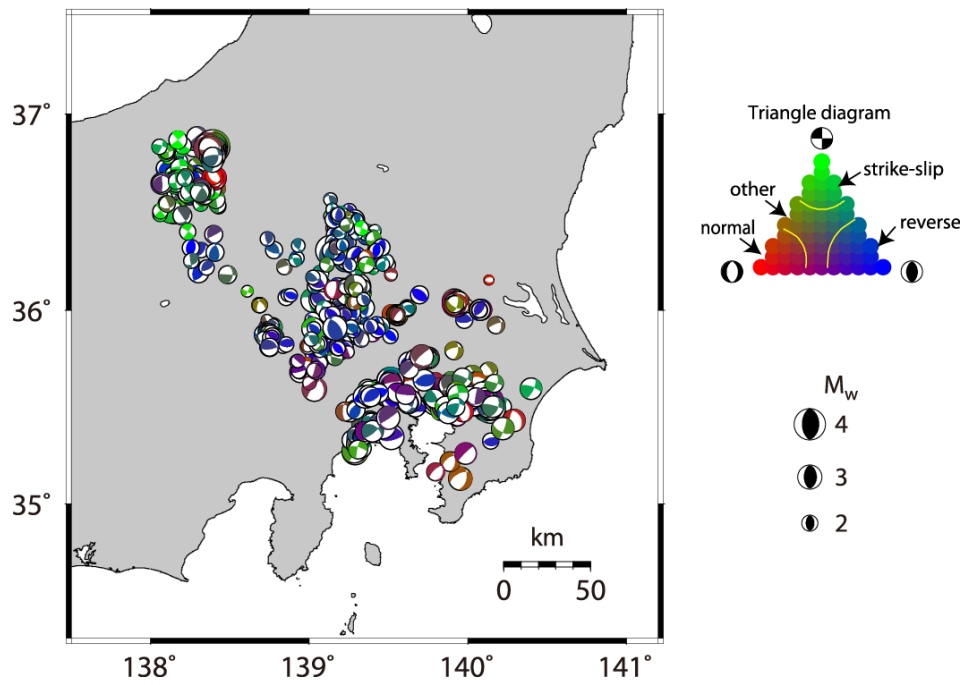 37°
36°
35°
138°
139°
140°
141°
km
0
50
Triangle diagram
strike-slip
other
normal
reverse
Mw
4
3
2